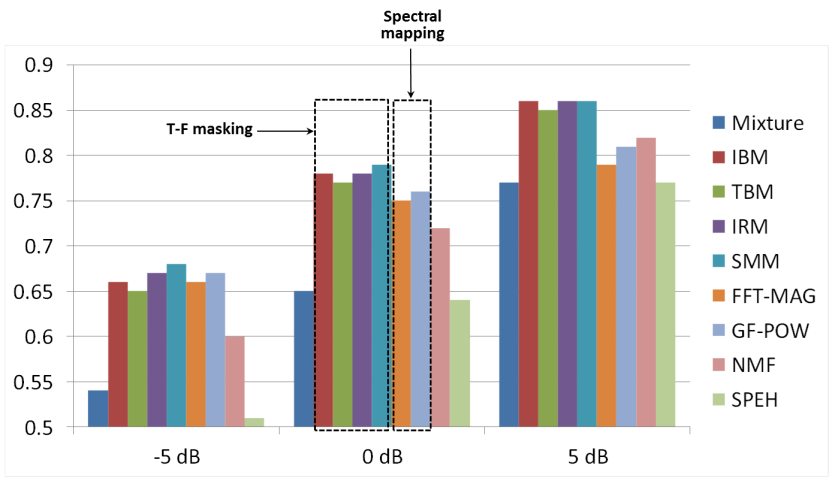 Spectral
mapping
T-F masking
0.9
0.85
0.8
0.75
0.7
0.65
0.6
0.55
0.5
-5 dB
0 dB
5 dB
Mixture
IBM
TBM
IRM
SMM
FFT-MAG
GF-POW
NMF
SPEH